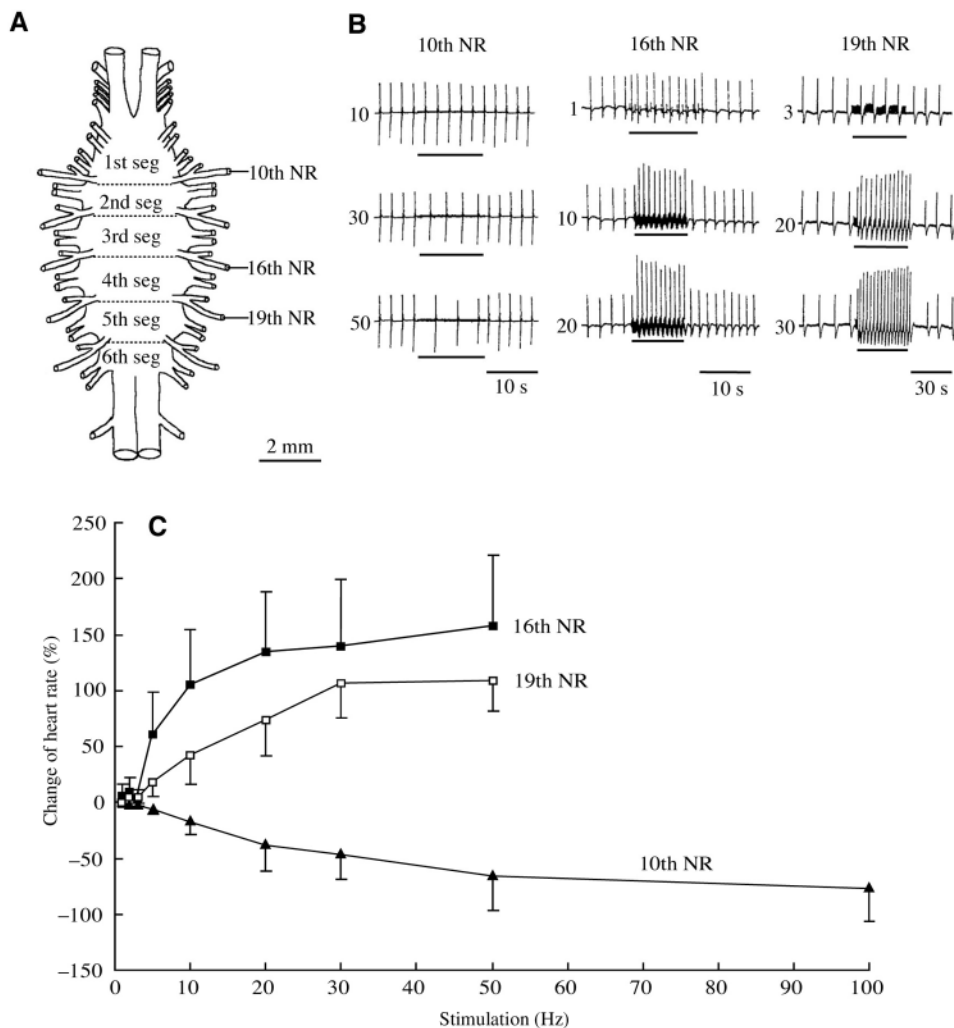 A
1st seg
10th NR
2nd seg
3rd seg
16th NR
4th seg
5th seg
19th NR
6th seg
2 mm
B
10th NR 16th NR 19th NR
10 1 3
30 10 20
50 20 30
10 s 10 s 30 s
C
250
200
150
100
50
0
−50
−100
−150
Change of heart rate (%)
16th NR
19th NR
10th NR
0 10 20 30 40 50 60 70 80 90 100
Stimulation (Hz)